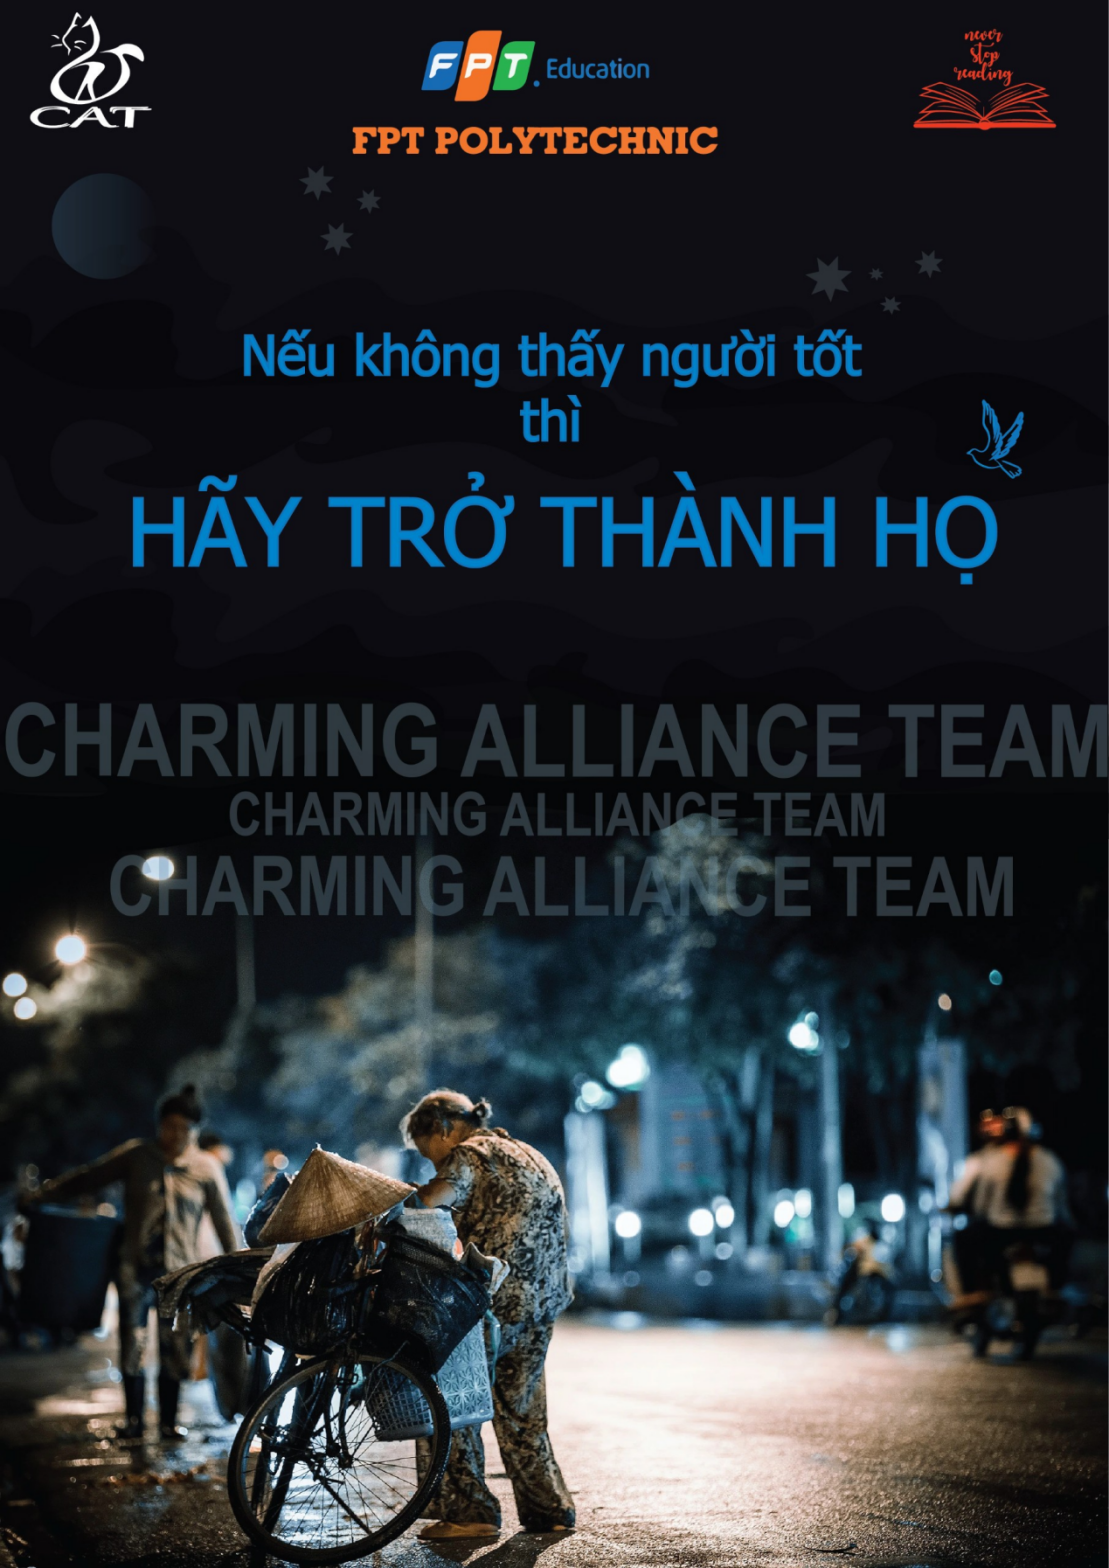 CAT
FPT Education
FPT POLYTECHNIC
never
stop
reading
Nếu không thấy người tốt
thì
HÃY TRỞ THÀNH HỌ
CHARMING ALLIANCE TEAM
CHARMING ALLIANCE TEAM
CHARMING ALLIANCE TEAM